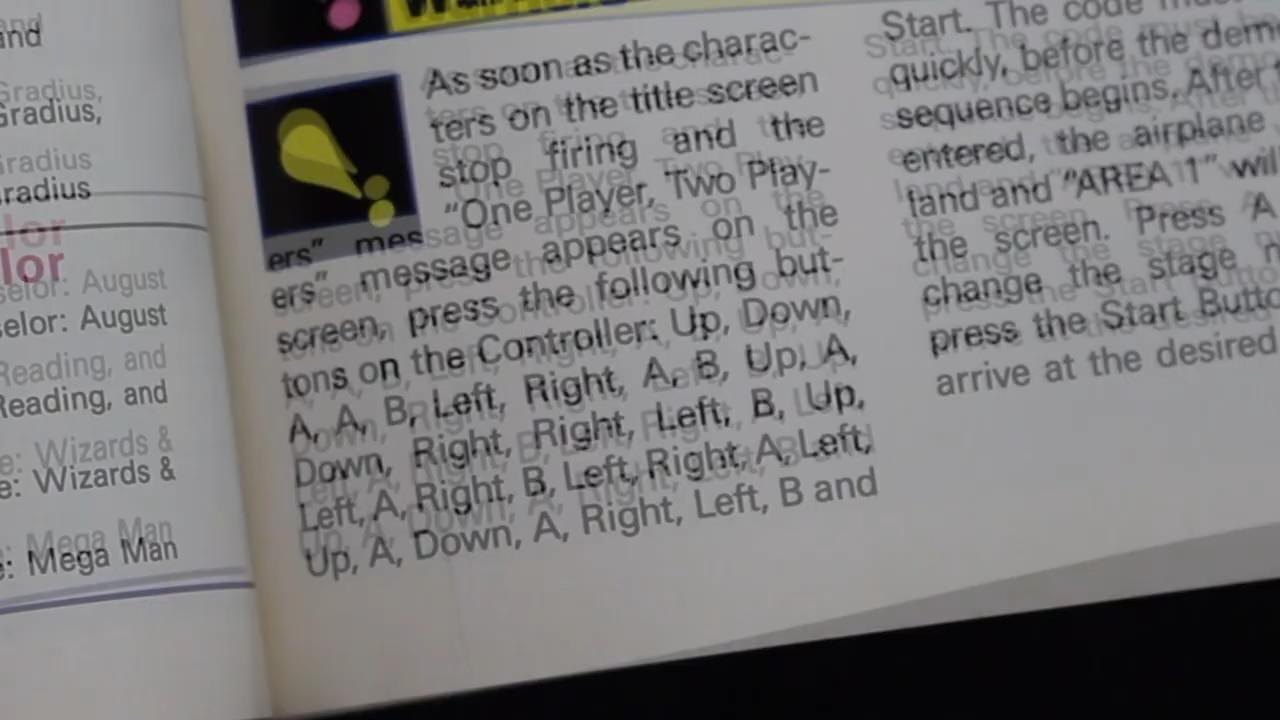 and
Gradius,
Gradius
lor
selor: August
Reading, and
e: Wizards &
e: Mega Man
As soon as the charac-
ters on the title screen
stop firing and the
"One Player, Two Play-
ers" message appears on the
screen, press the following but-
tons on the Controller: Up, Down,
A, A, B, Left, Right, A, B, Up, A,
Down, Right, Right, Left, B, Up,
Left, A, Right, B, Left, Right, A, Left,
Up, A, Down, A, Right, Left, B and
Start. The code must
quickly, before the demo
sequence begins. After
entered, the airplane
land and "AREA 1" will
the screen. Press A
change the stage
press the Start Button
arrive at the desired